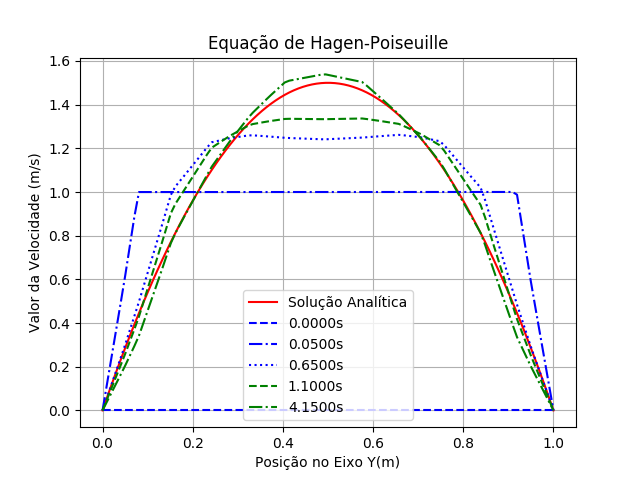 Equação de Hagen-Poiseuille
Valor da Velocidade (m/s)
1.6
1.4
1.2
1.0
0.8
0.6
0.4
0.2
0.0
Solução Analítica
0.0000s
0.0500s
0.6500s
1.1000s
4.1500s
0.0 0.2 0.4 0.6 0.8 1.0
Posição no Eixo Y(m)